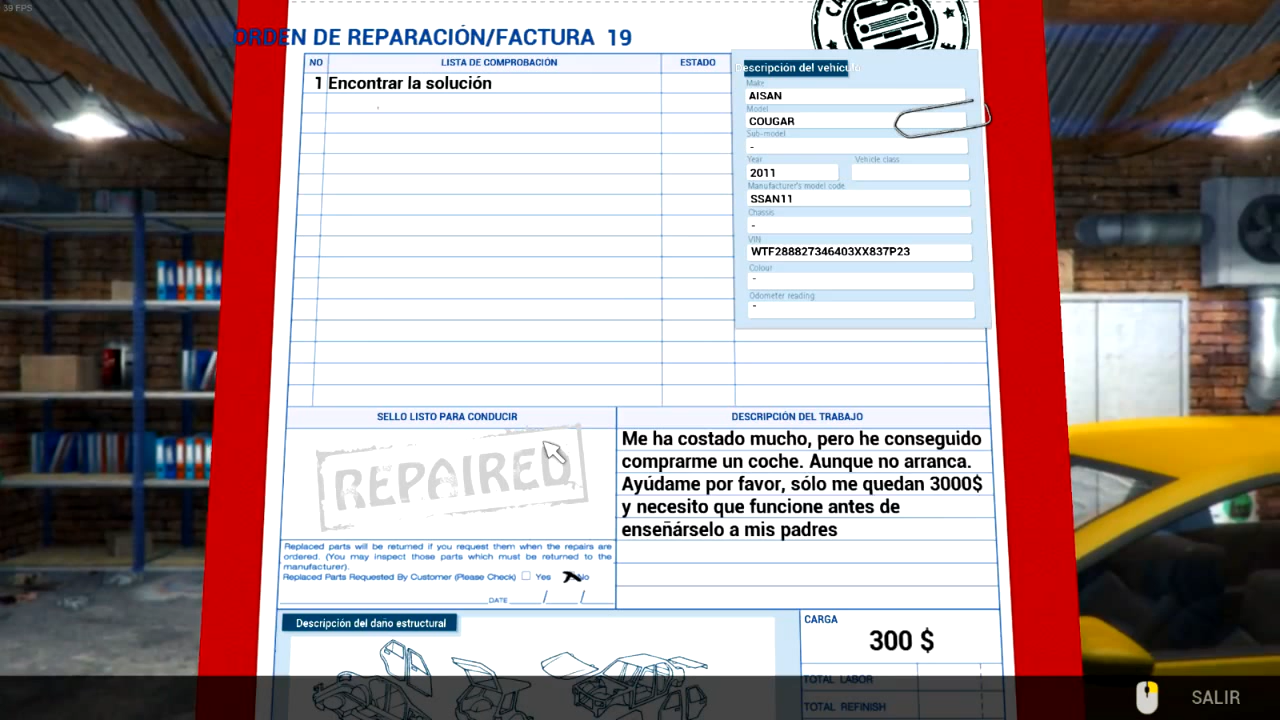 39 FPS
ORDEN DE REPARACIÓN/FACTURA 19
NO LISTA DE COMPROBACIÓN ESTADO
1 Encontrar la solución
Descripción del vehículo
Make
AISAN
Model
COUGAR
Sub-model
-
Year Vehicle class
2011
Manufacturer's model code
SSAN11
Chassis
-
VIN
WTF288827346403XX837P23
Colour
-
Odometer reading
-
SELLO LISTO PARA CONDUCIR
REPAIRED
DESCRIPCIÓN DEL TRABAJO
Me ha costado mucho, pero he conseguido
comprarme un coche. Aunque no arranca.
Ayúdame por favor, sólo me quedan 3000$
y necesito que funcione antes de
enseñárselo a mis padres
Replaced parts will be returned if you request them when the repairs are
ordered. (You may inspect those parts which must be returned to the
manufacturer).
Replaced Parts Requested By Customer (Please Check) Yes No
DATE / /
Descripción del daño estructural
CARGA
300 $
TOTAL LABOR
TOTAL REFINISH
SALIR